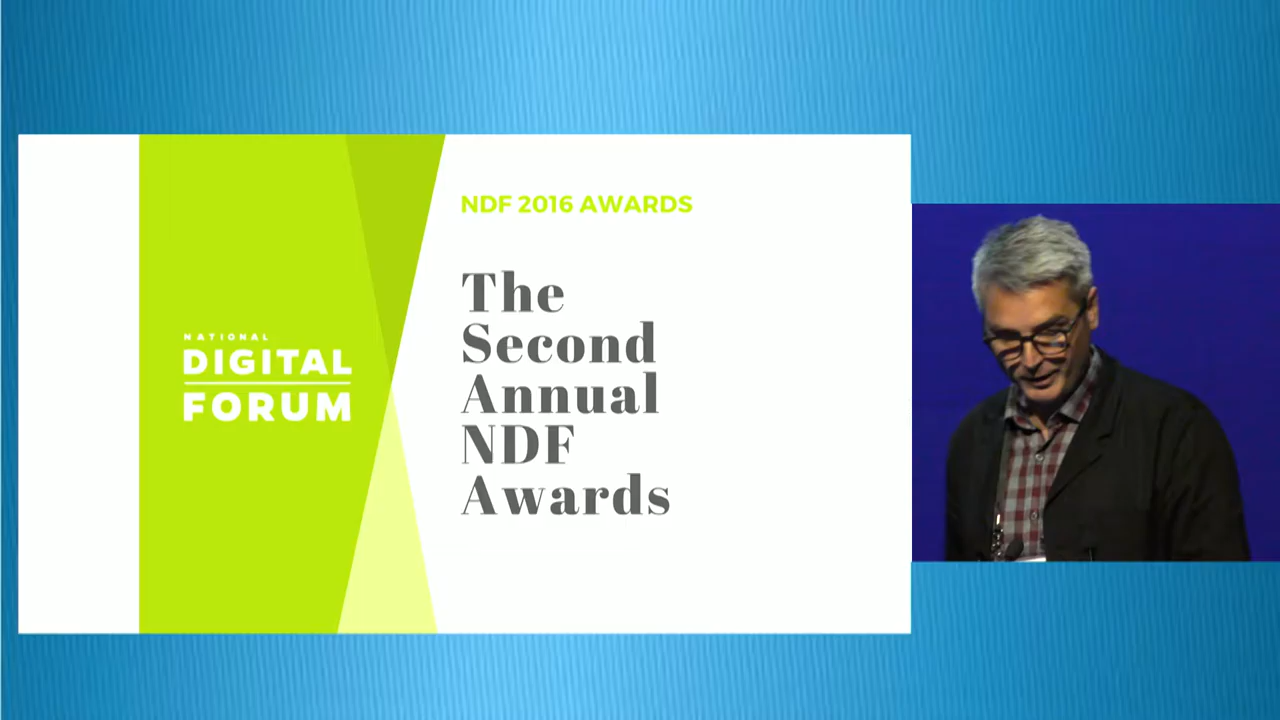 NATIONAL
DIGITAL
FORUM
NDF 2016 AWARDS
The
Second
Annual
NDF
Awards